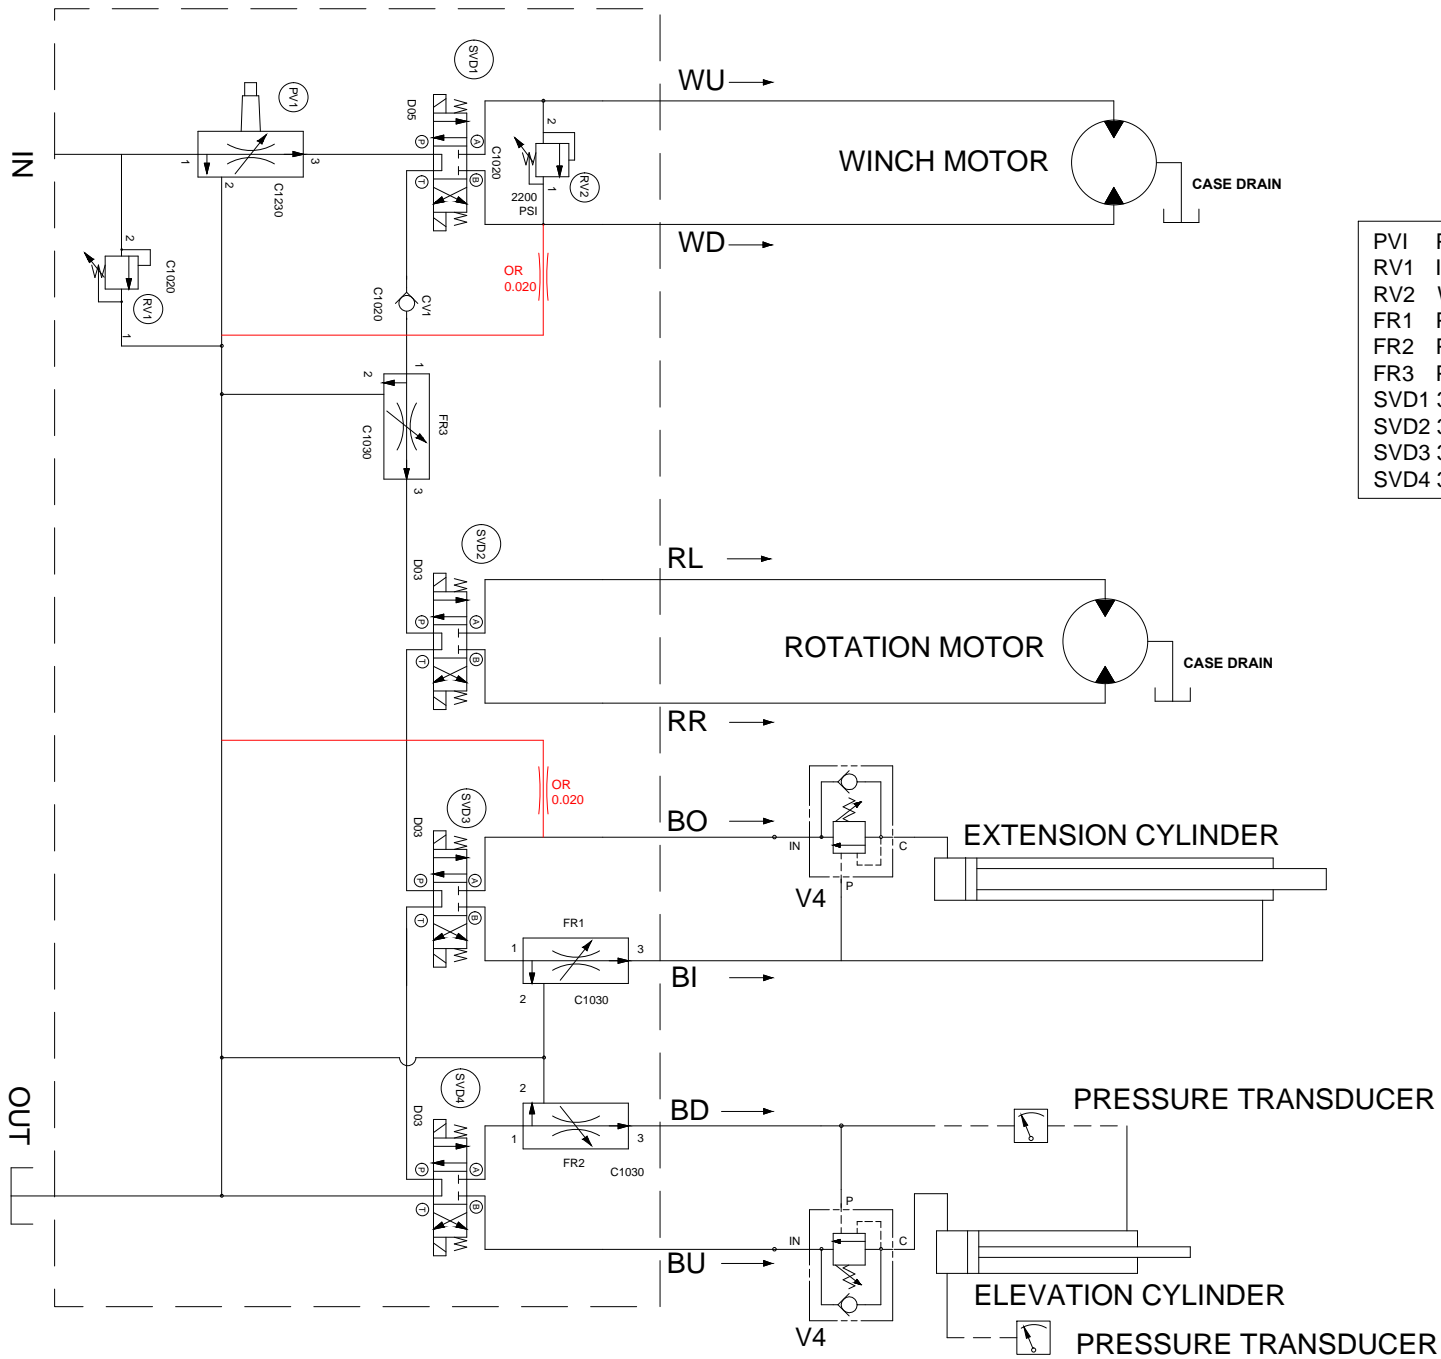 SVD1
WU
PV1
D05
A
P
2
C1020
WINCH MOTOR
IN
1
3
2
C1230
T
B
1
2200
PSI
RV2
CASE DRAIN
WD
2
C1020
RV1
1
OR
0.020
CV1
C1020
PVI
RV1
RV2
FR1
FR2
FR3
SVD1 3
SVD2 3
SVD3 3
SVD4 3
1
2
FR3
C1030
3
SVD2
RL
D03
A
P
T
B
ROTATION MOTOR
CASE DRAIN
RR
OR
0.020
SVD3
BO
D03
A
P
T
B
IN
C
P
V4
EXTENSION CYLINDER
FR1
1
3
2
C1030
BI
OUT
SVD4
2
BD
PRESSURE TRANSDUCER
D03
1
3
FR2
C1030
A
P
T
B
P
IN
C
BU
V4
ELEVATION CYLINDER
PRESSURE TRANSDUCER